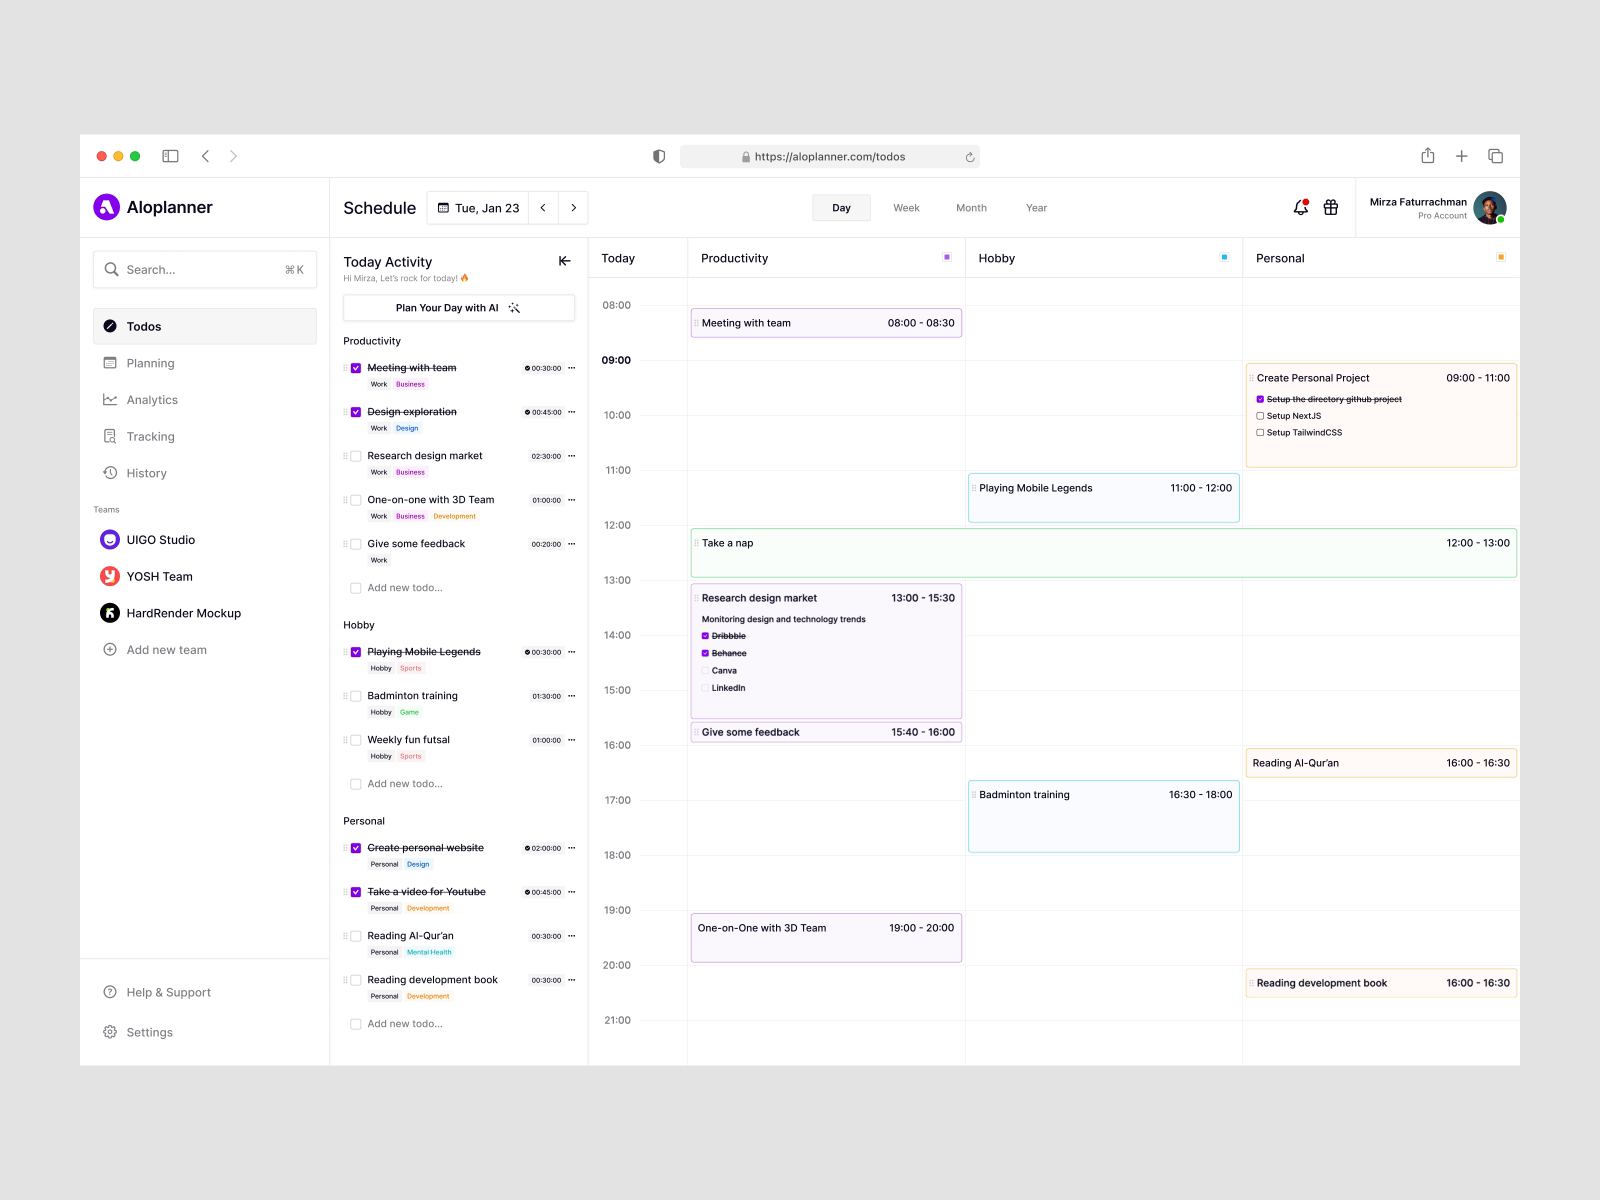 https://aloplanner.com/todos
Aloplanner
Search...
⌘ K
Todos
Planning
Analytics
Tracking
History
Teams
UIGO Studio
YOSH Team
HardRender Mockup
Add new team
Help & Support
Settings
Schedule
Tue, Jan 23
Day
Week
Month
Year
Mirza Faturrachman
Pro Account
Today Activity
Hi Mirza, Let's rock for today! 🔥
Plan Your Day with AI
Productivity
Meeting with team 00:30:00
Work Business
Design exploration 00:45:00
Work Design
Research design market 02:30:00
Work Business
One-on-one with 3D Team 01:00:00
Work Business Development
Give some feedback 00:20:00
Work
Add new todo...
Hobby
Playing Mobile Legends 00:30:00
Hobby Sports
Badminton training 01:30:00
Hobby Game
Weekly fun futsal 01:00:00
Hobby Sports
Add new todo...
Personal
Create personal website 02:00:00
Personal Design
Take a video for Youtube 00:45:00
Personal Development
Reading Al-Qur'an 00:30:00
Personal Mental Health
Reading development book 00:30:00
Personal Development
Add new todo...
Today
Productivity
Hobby
Personal
08:00
Meeting with team 08:00 - 08:30
09:00
Create Personal Project 09:00 - 11:00
Setup the directory github project
Setup NextJS
Setup TailwindCSS
10:00
11:00
Playing Mobile Legends 11:00 - 12:00
12:00
Take a nap 12:00 - 13:00
13:00
Research design market 13:00 - 15:30
Monitoring design and technology trends
Dribbble
Behance
Canva
LinkedIn
14:00
15:00
Give some feedback 15:40 - 16:00
16:00
Reading Al-Qur'an 16:00 - 16:30
Badminton training 16:30 - 18:00
17:00
18:00
19:00
One-on-One with 3D Team 19:00 - 20:00
20:00
Reading development book 16:00 - 16:30
21:00